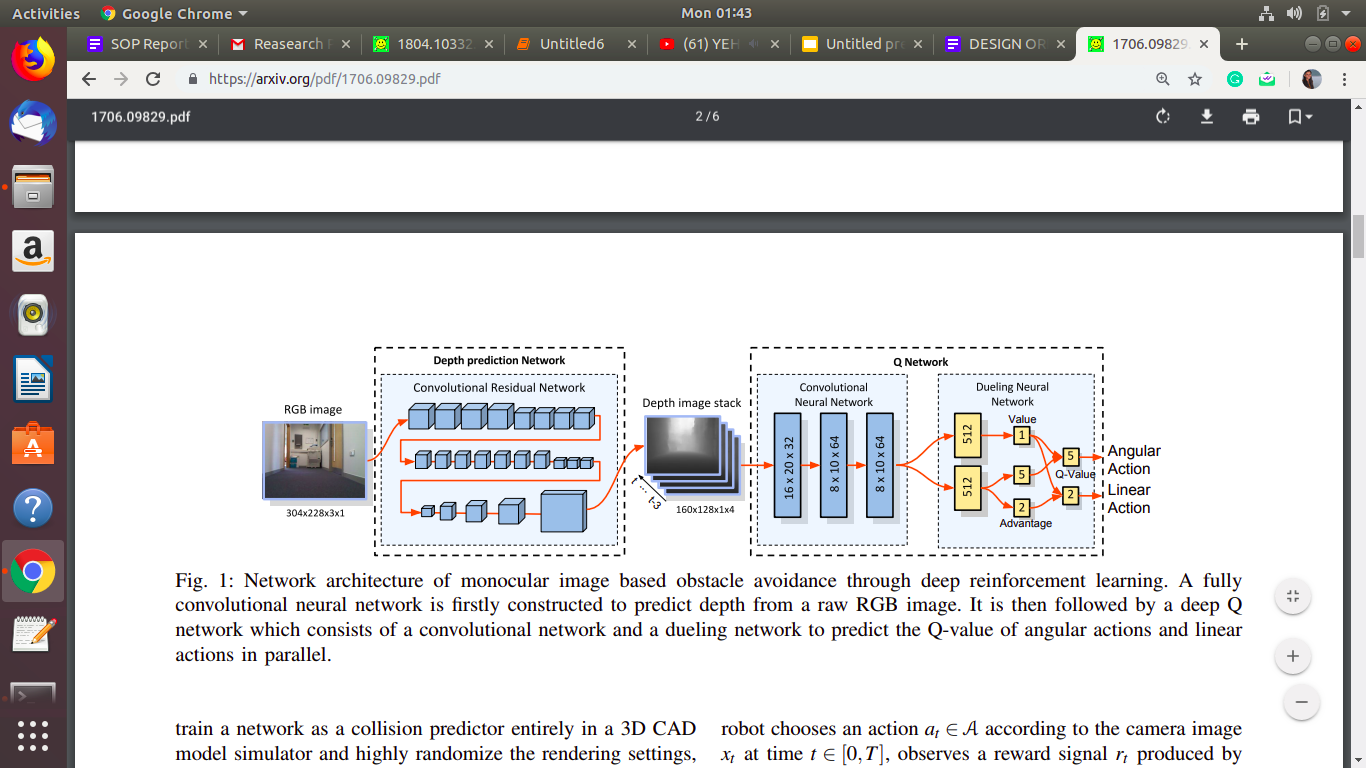 Activities
Google Chrome
Mon 01:43
SOP Report
Reasearch
1804.10332
Untitled6
(61) YEH
Untitled pre
DESIGN OR
1706.09829
https://arxiv.org/pdf/1706.09829.pdf
1706.09829.pdf
2 / 6
Depth prediction Network
Q Network
Convolutional Residual Network
Convolutional
Neural Network
Dueling Neural
Network
RGB image
Depth image stack
Value
512
1
16 x 20 x 32
8 x 10 x 64
8 x 10 x 64
5
Q-Value
Angular
Action
512
5
2
2
Linear
Action
Advantage
t ... t-3
304x228x3x1
160x128x1x4
Fig. 1: Network architecture of monocular image based obstacle avoidance through deep reinforcement learning. A fully
convolutional neural network is firstly constructed to predict depth from a raw RGB image. It is then followed by a deep Q
network which consists of a convolutional network and a dueling network to predict the Q-value of angular actions and linear
actions in parallel.
train a network as a collision predictor entirely in a 3D CAD
model simulator and highly randomize the rendering settings,
robot chooses an action aₜ ∈ 𝒜 according to the camera image
xₜ at time t ∈ [0,T], observes a reward signal rₜ produced by